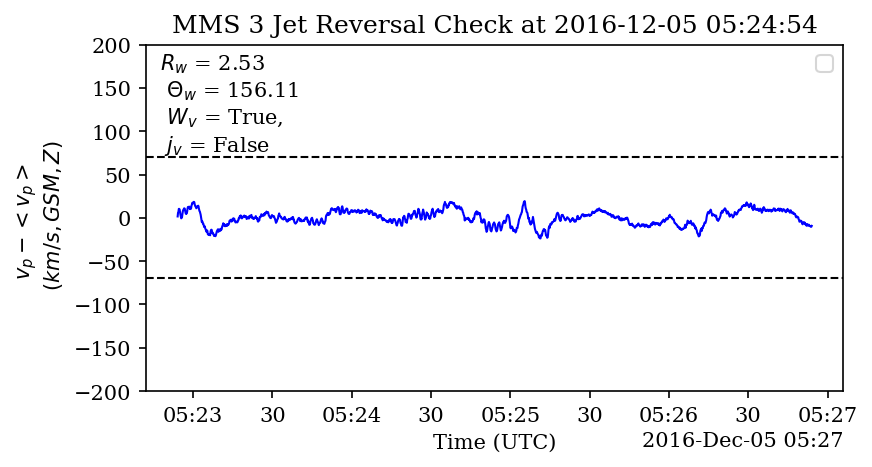 MMS 3 Jet Reversal Check at 2016-12-05 05:24:54
R_w = 2.53
Θ_w = 156.11
W_v = True,
j_v = False
v_p − < v_p >
(km/s, GSM, Z)
200
150
100
50
0
−50
−100
−150
−200
05:23 30 05:24 30 05:25 30 05:26 30 05:27
Time (UTC)
2016-Dec-05 05:27